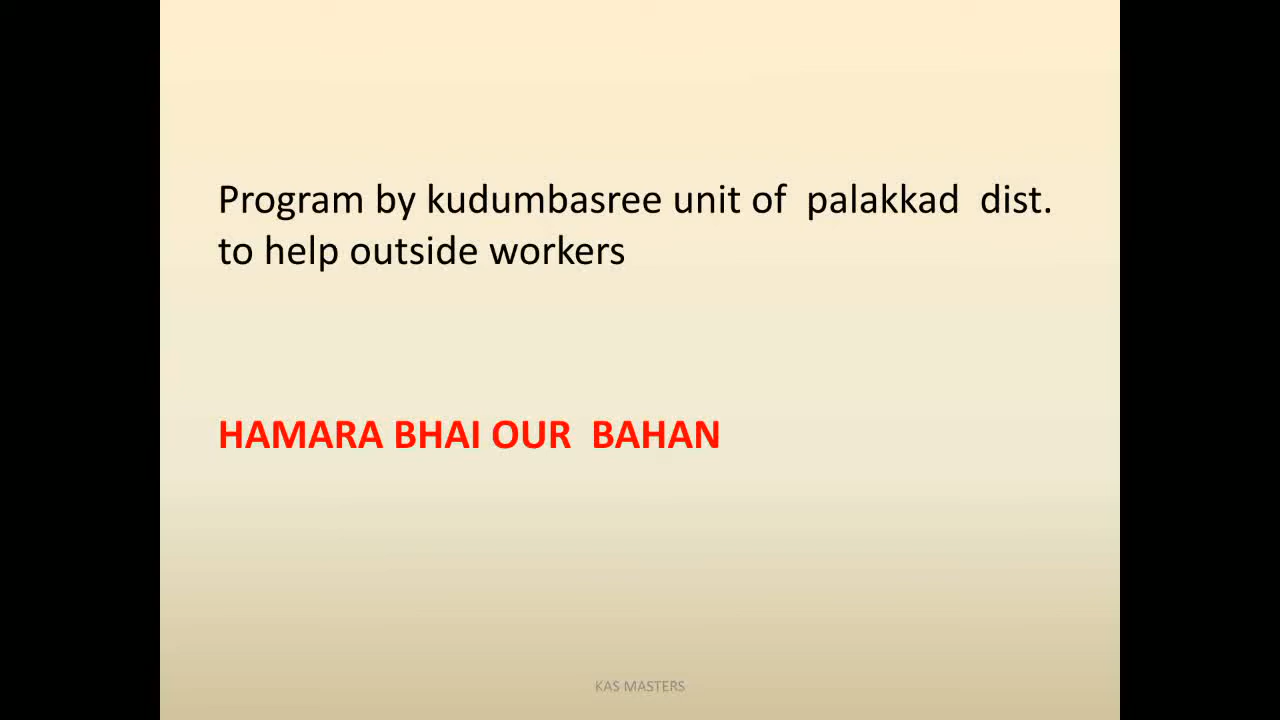 Program by kudumbasree unit of palakkad dist.
to help outside workers
HAMARA BHAI OUR BAHAN
KAS MASTERS